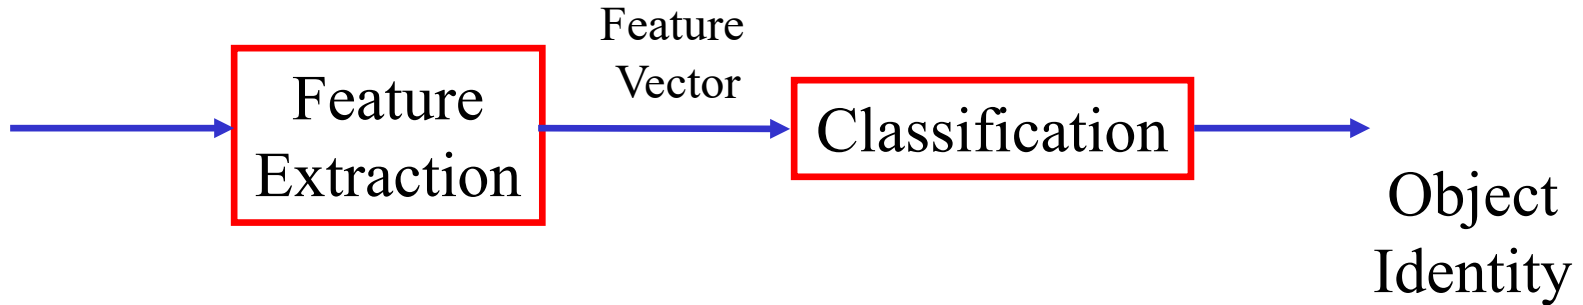 Feature
Extraction
Feature
Vector
Classification
Object
Identity